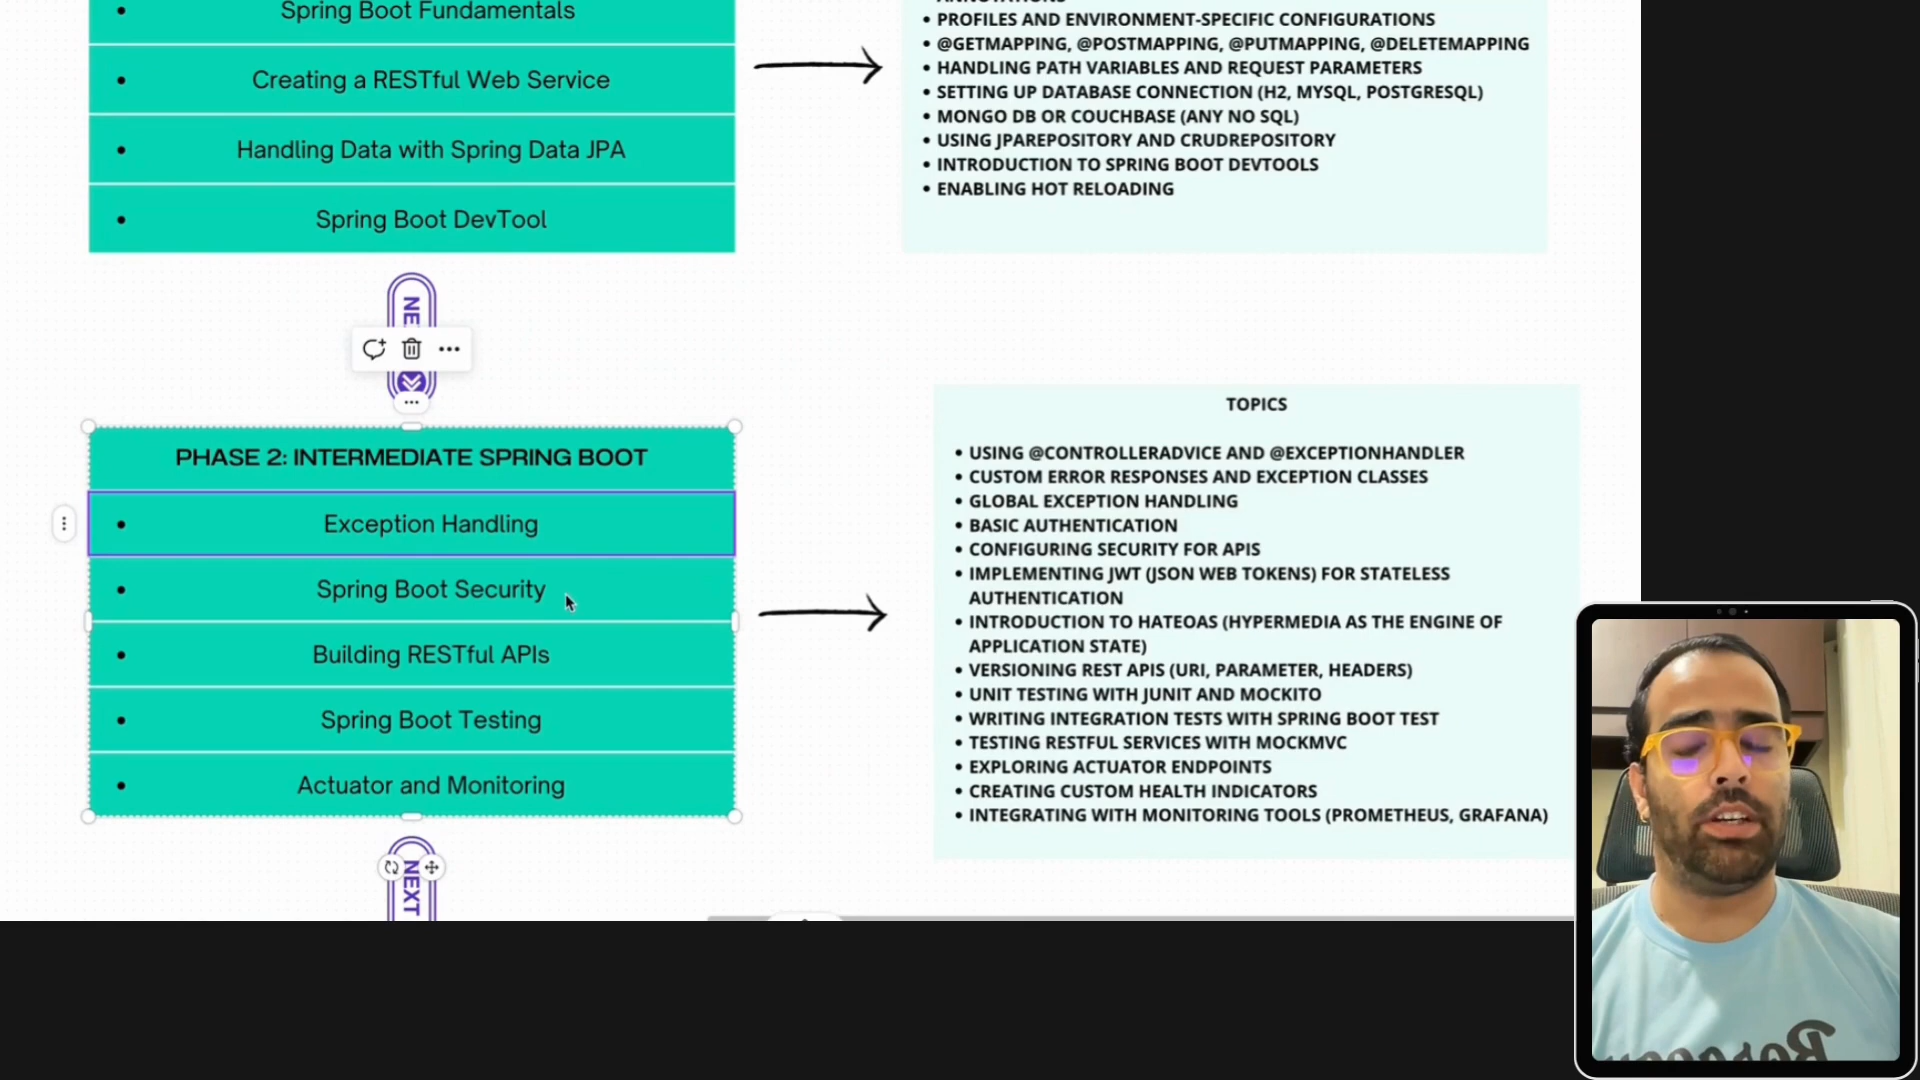 • Spring Boot Fundamentals
• Creating a RESTful Web Service
• Handling Data with Spring Data JPA
• Spring Boot DevTool
ANNOTATIONS
• PROFILES AND ENVIRONMENT-SPECIFIC CONFIGURATIONS
• @GETMAPPING, @POSTMAPPING, @PUTMAPPING, @DELETEMAPPING
• HANDLING PATH VARIABLES AND REQUEST PARAMETERS
• SETTING UP DATABASE CONNECTION (H2, MYSQL, POSTGRESQL)
• MONGO DB OR COUCHBASE (ANY NO SQL)
• USING JPAREPOSITORY AND CRUDREPOSITORY
• INTRODUCTION TO SPRING BOOT DEVTOOLS
• ENABLING HOT RELOADING
NE
PHASE 2: INTERMEDIATE SPRING BOOT
• Exception Handling
• Spring Boot Security
• Building RESTful APIs
• Spring Boot Testing
• Actuator and Monitoring
TOPICS
• USING @CONTROLLERADVICE AND @EXCEPTIONHANDLER
• CUSTOM ERROR RESPONSES AND EXCEPTION CLASSES
• GLOBAL EXCEPTION HANDLING
• BASIC AUTHENTICATION
• CONFIGURING SECURITY FOR APIS
• IMPLEMENTING JWT (JSON WEB TOKENS) FOR STATELESS
AUTHENTICATION
• INTRODUCTION TO HATEOAS (HYPERMEDIA AS THE ENGINE OF
APPLICATION STATE)
• VERSIONING REST APIS (URI, PARAMETER, HEADERS)
• UNIT TESTING WITH JUNIT AND MOCKITO
• WRITING INTEGRATION TESTS WITH SPRING BOOT TEST
• TESTING RESTFUL SERVICES WITH MOCKMVC
• EXPLORING ACTUATOR ENDPOINTS
• CREATING CUSTOM HEALTH INDICATORS
• INTEGRATING WITH MONITORING TOOLS (PROMETHEUS, GRAFANA)
NEXT